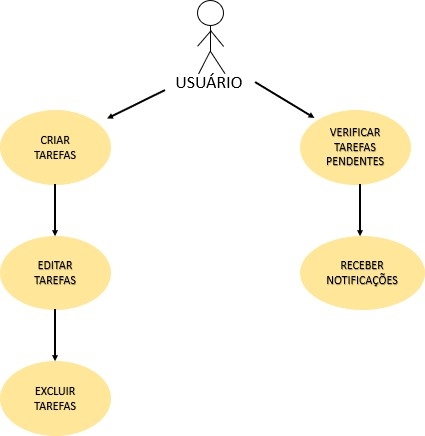 USUÁRIO
CRIAR
TAREFAS
VERIFICAR
TAREFAS
PENDENTES
EDITAR
TAREFAS
RECEBER
NOTIFICAÇÕES
EXCLUIR
TAREFAS